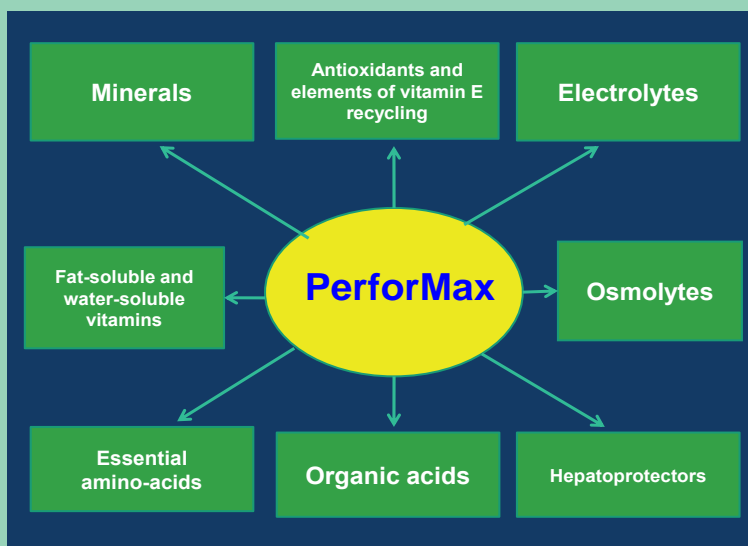 Minerals
Antioxidants and
elements of vitamin E
recycling
Electrolytes
Fat-soluble and
water-soluble
vitamins
PerforMax
Osmolytes
Essential
amino-acids
Organic acids
Hepatoprotectors